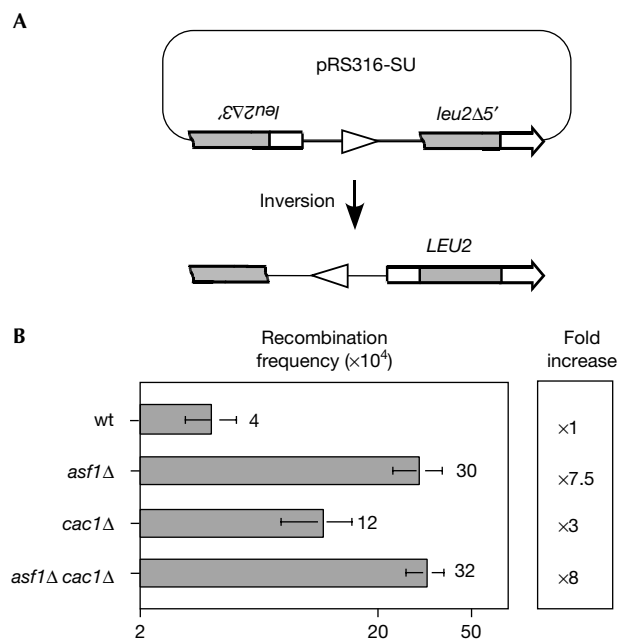 A
pRS316-SU
leu2Δ3' leu2Δ5'
Inversion
LEU2
B
Recombination frequency (×10⁴)
Fold increase
wt 4 ×1
asf1Δ 30 ×7.5
cac1Δ 12 ×3
asf1Δ cac1Δ 32 ×8
2 20 50